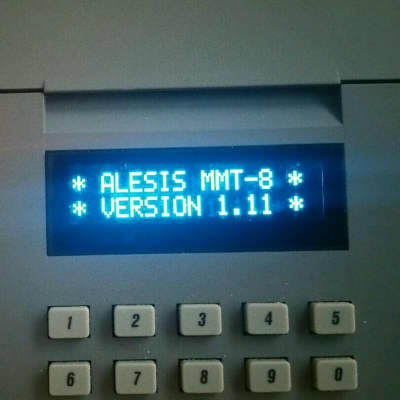 * ALESIS MMT-8 *
* VERSION 1.11 *
1 2 3 4 5
6 7 8 9 0